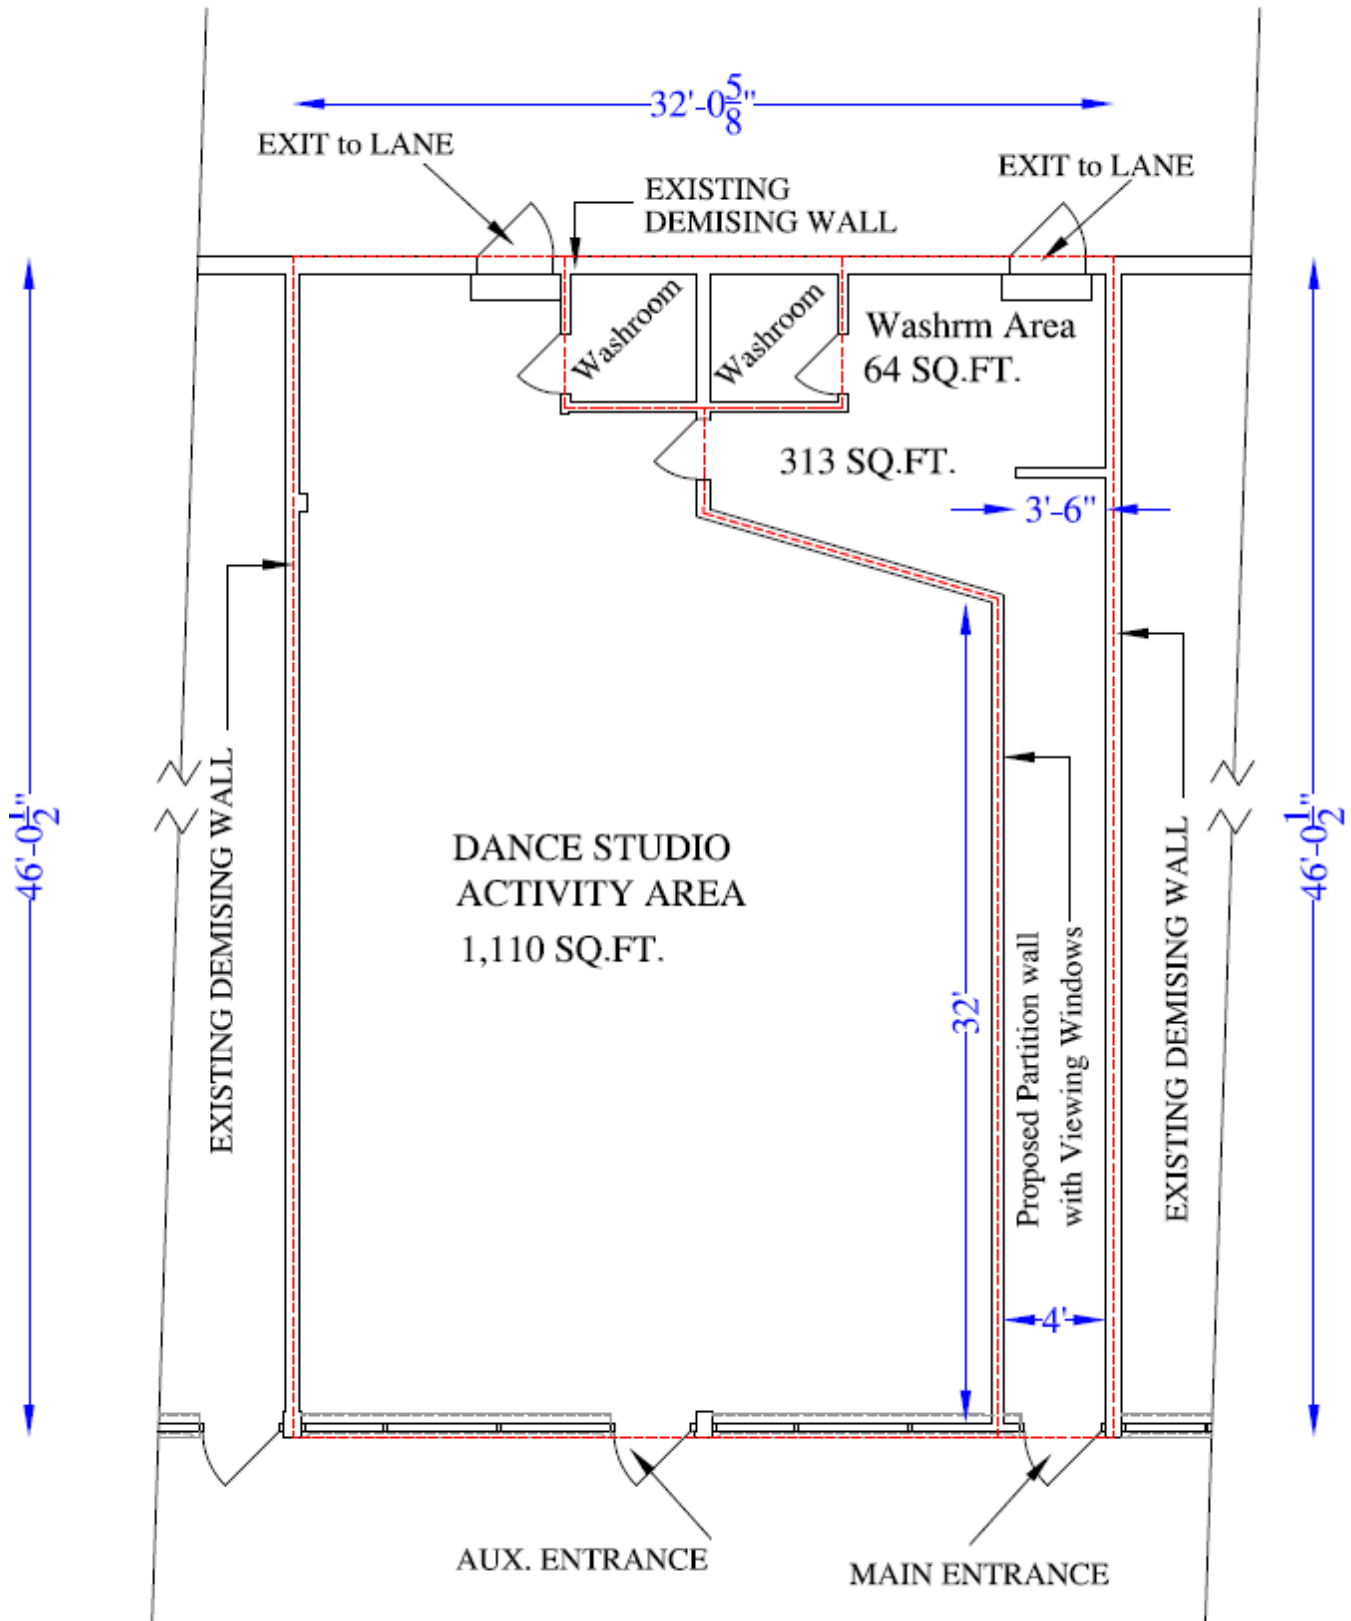 32'-0 5/8"
EXIT to LANE
EXIT to LANE
EXISTING
DEMISING WALL
Washroom
Washroom
Washrm Area
64 SQ.FT.
313 SQ.FT.
3'-6"
46'-0 1/2"
EXISTING DEMISING WALL
DANCE STUDIO
ACTIVITY AREA
1,110 SQ.FT.
32'
Proposed Partition wall
with Viewing Windows
EXISTING DEMISING WALL
46'-0 1/2"
4'
AUX. ENTRANCE
MAIN ENTRANCE